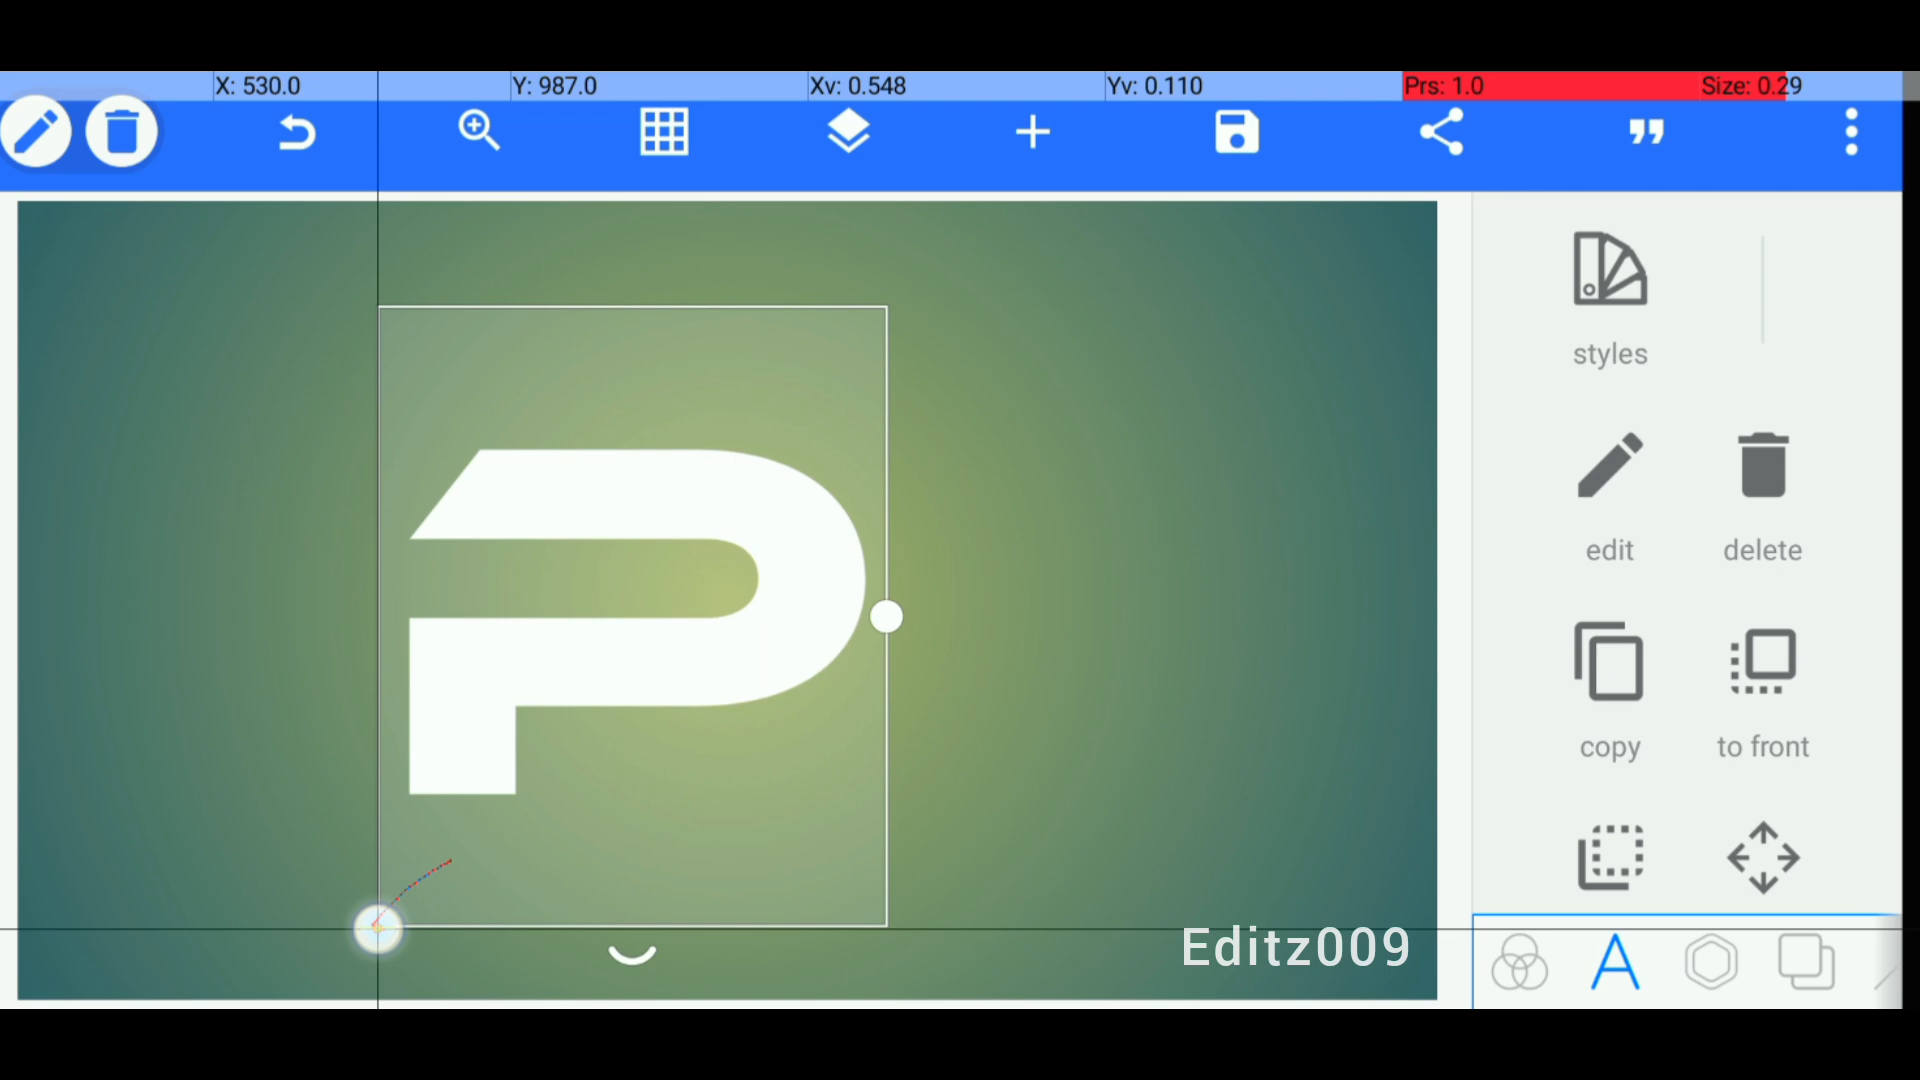 X: 530.0 Y: 987.0 Xv: 0.548 Yv: 0.110 Prs: 1.0 Size: 0.29
styles
edit delete
P
copy to front
Editz009
A